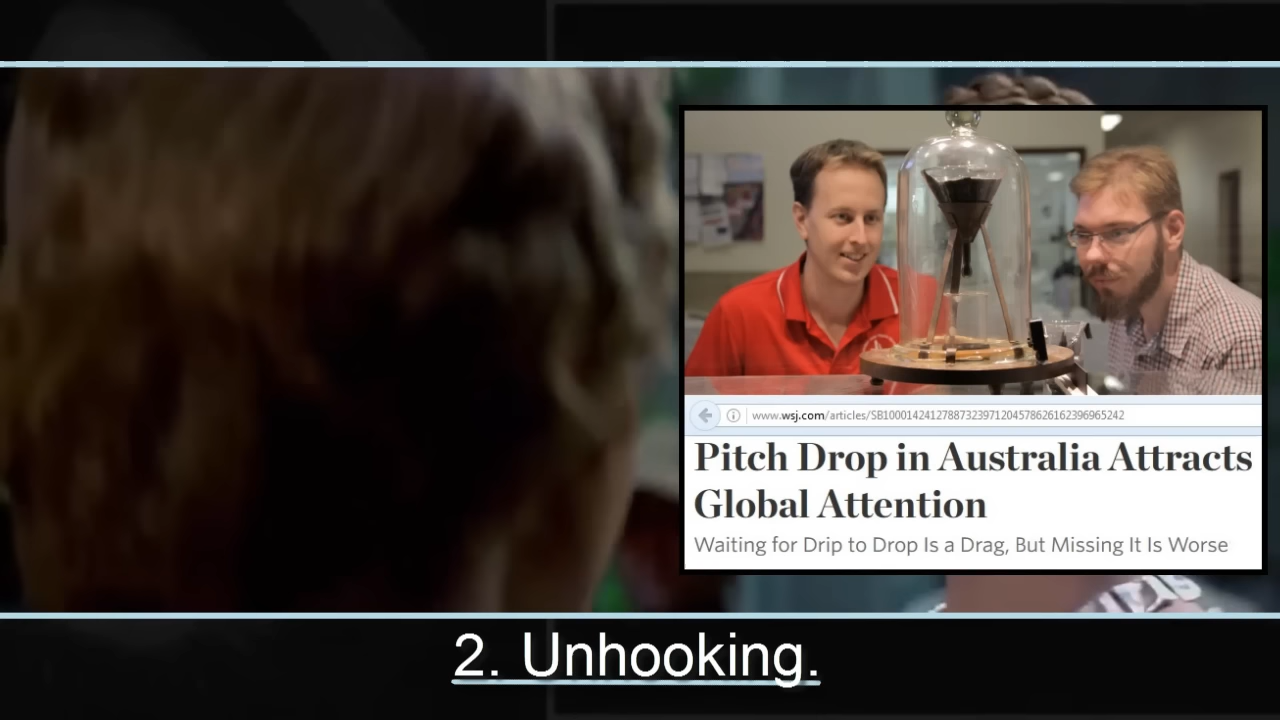 www.wsj.com/articles/SB10001424127887323971204578626162396965242
Pitch Drop in Australia Attracts
Global Attention
Waiting for Drip to Drop Is a Drag, But Missing It Is Worse
2. Unhooking.